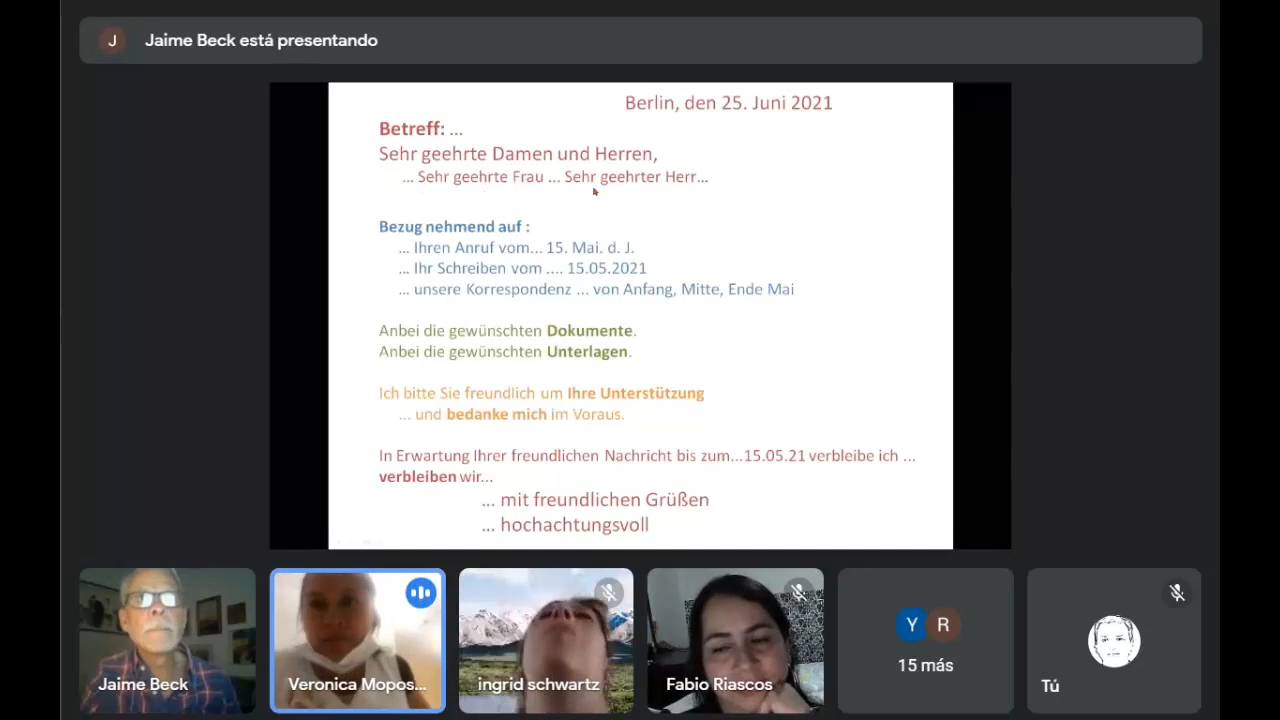 J Jaime Beck está presentando
Berlin, den 25. Juni 2021
Betreff: ...
Sehr geehrte Damen und Herren,
... Sehr geehrte Frau ... Sehr geehrter Herr...
Bezug nehmend auf :
... Ihren Anruf vom... 15. Mai. d. J.
... Ihr Schreiben vom .... 15.05.2021
... unsere Korrespondenz ... von Anfang, Mitte, Ende Mai
Anbei die gewünschten Dokumente.
Anbei die gewünschten Unterlagen.
Ich bitte Sie freundlich um Ihre Unterstützung
... und bedanke mich im Voraus.
In Erwartung Ihrer freundlichen Nachricht bis zum...15.05.21 verbleibe ich ...
verbleiben wir...
... mit freundlichen Grüßen
... hochachtungsvoll
Jaime Beck
Veronica Mopos...
ingrid schwartz
Fabio Riascos
Y R
15 más
Tú